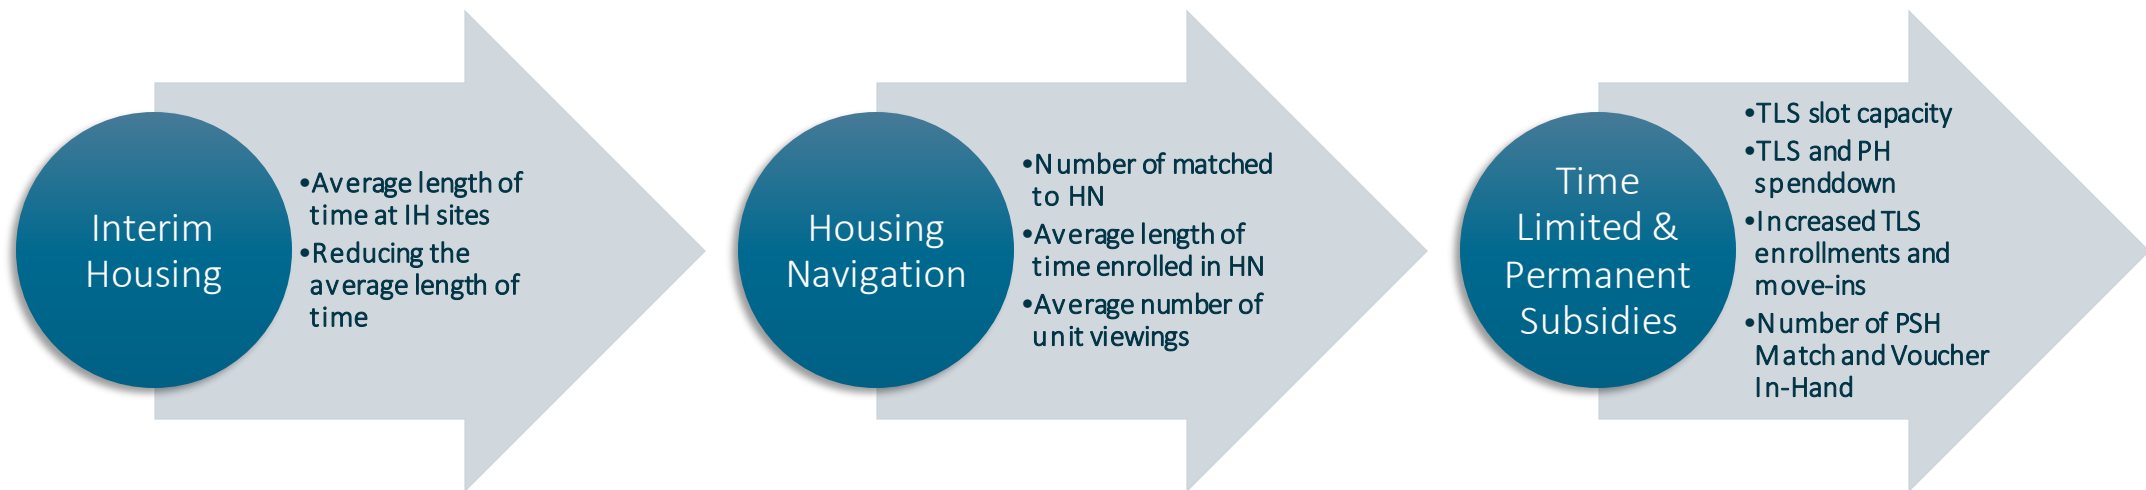 Interim
Housing
•Average length of
time at IH sites
•Reducing the
average length of
time
Housing
Navigation
•Number of matched
to HN
•Average length of
time enrolled in HN
•Average number of
unit viewings
Time
Limited &
Permanent
Subsidies
•TLS slot capacity
•TLS and PH
spenddown
•Increased TLS
enrollments and
move-ins
•Number of PSH
Match and Voucher
In-Hand